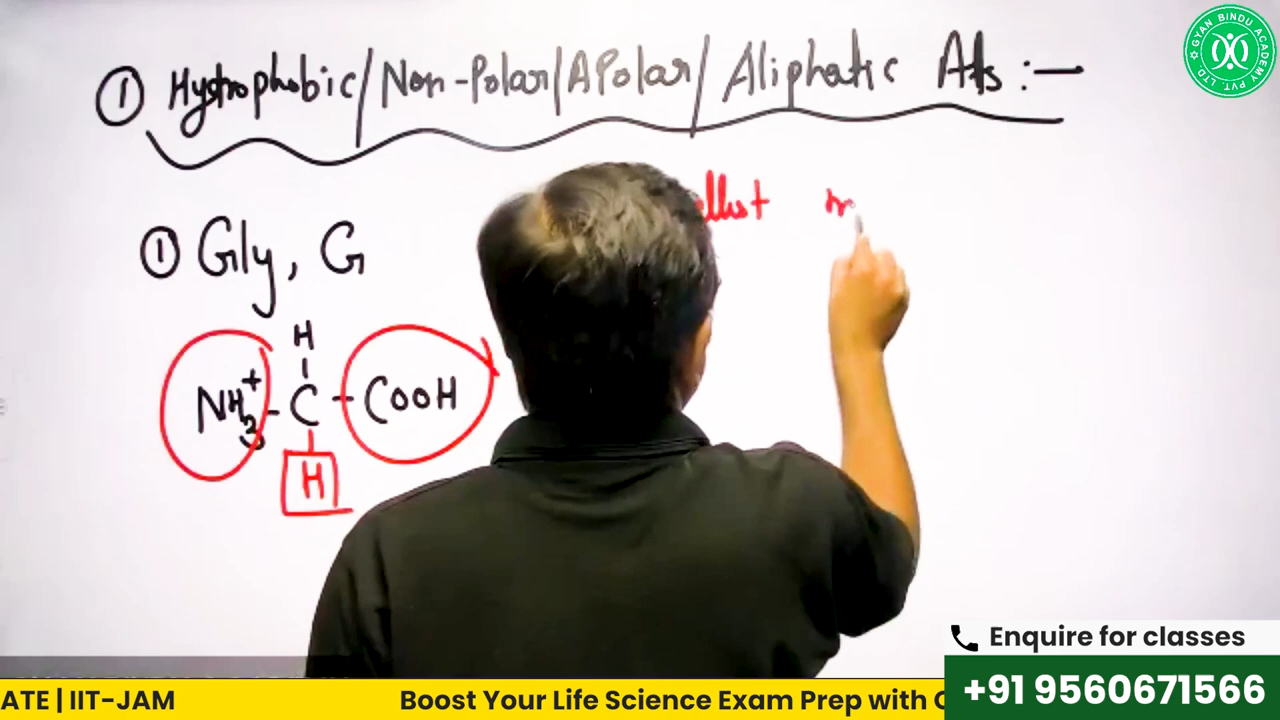 ① Hydrophobic/Non-Polar/APolar/Aliphatic AAs :-
ellest
① Gly, G
H
NH3+ - C - COOH
H
GYAN BINDU ACADEMY PVT. LTD
Enquire for classes
+91 9560671566
ATE | IIT-JAM
Boost Your Life Science Exam Prep with